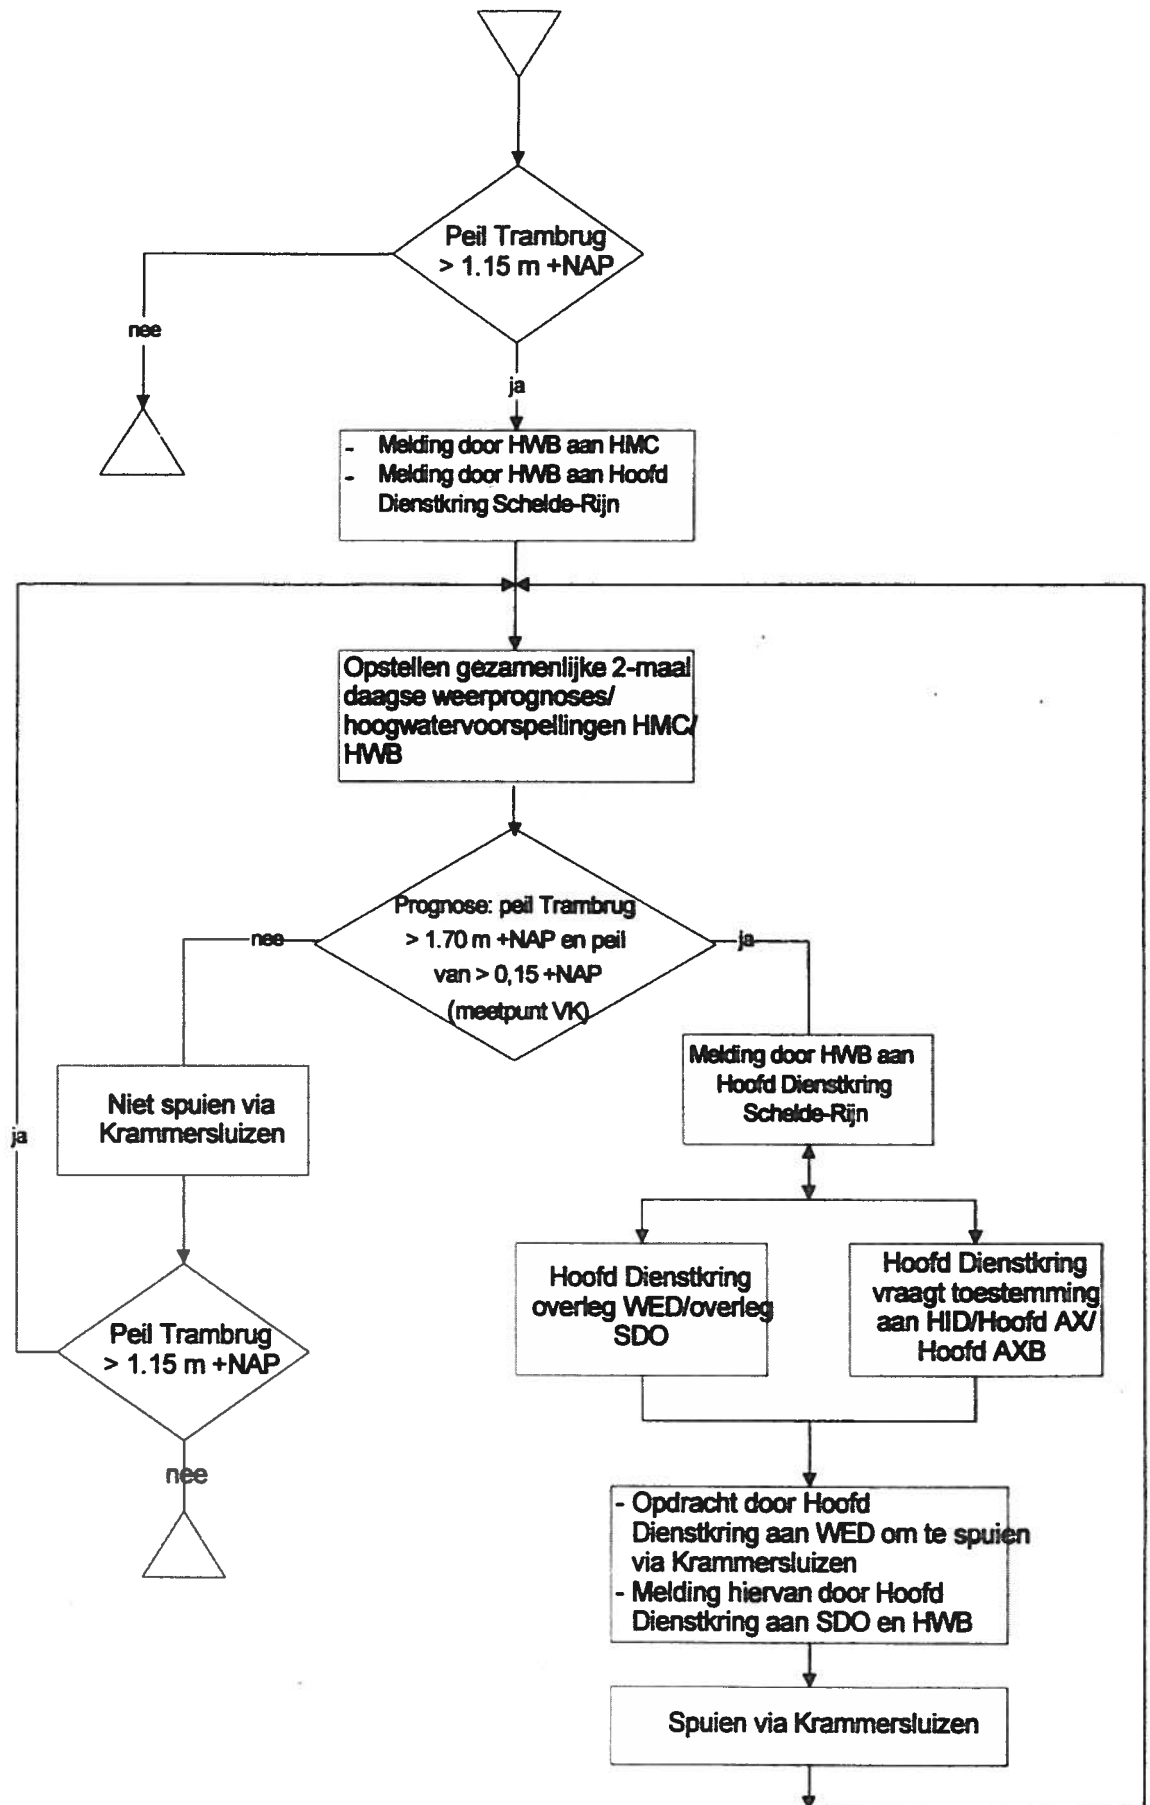 Peil Trambrug
> 1.15 m +NAP
nee
ja
- Melding door HWB aan HMC
- Melding door HWB aan Hoofd
Dienstkring Schelde-Rijn
Opstellen gezamenlijke 2-maal
daagse weerprognoses/
hoogwatervoorspellingen HMC/
HWB
Prognose: peil Trambrug
> 1.70 m +NAP en peil
van > 0,15 +NAP
(meetpunt VK)
nee
ja
Melding door HWB aan
Hoofd Dienstkring
Schelde-Rijn
Niet spuien via
Krammersluizen
ja
Hoofd Dienstkring
overleg WED/overleg
SDO
Hoofd Dienstkring
vraagt toestemming
aan HID/Hoofd AX/
Hoofd AXB
Peil Trambrug
> 1.15 m +NAP
nee
- Opdracht door Hoofd
Dienstkring aan WED om te spuien
via Krammersluizen
- Melding hiervan door Hoofd
Dienstkring aan SDO en HWB
Spuien via Krammersluizen